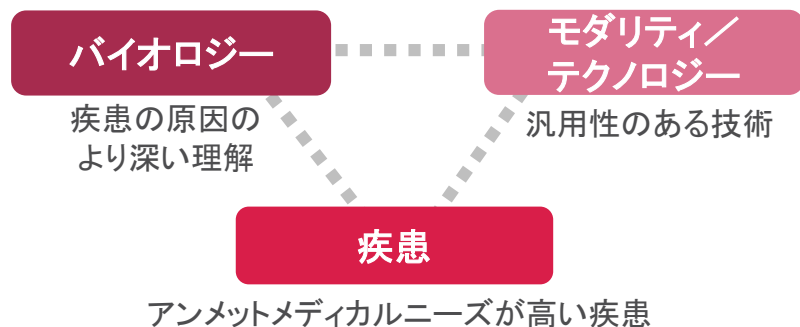 バイオロジー
モダリティ／
テクノロジー
疾患の原因の
より深い理解
汎用性のある技術
疾患
アンメットメディカルニーズが高い疾患